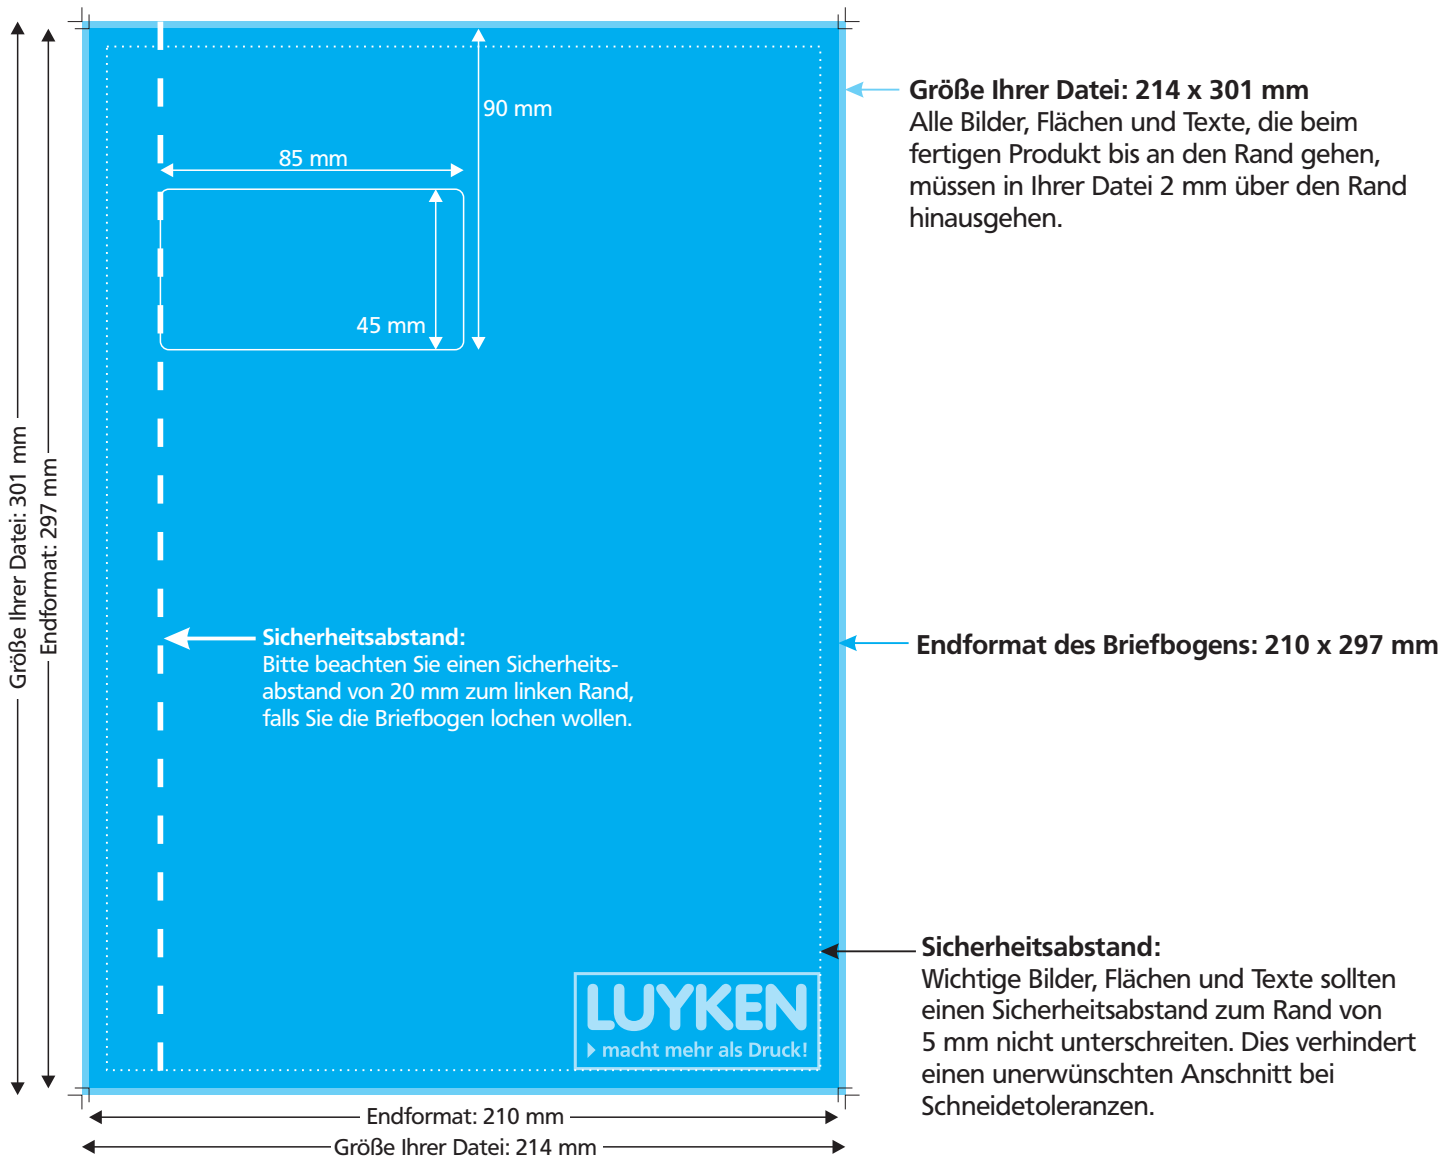 90 mm
85 mm
45 mm
Größe Ihrer Datei: 301 mm
Endformat: 297 mm
Größe Ihrer Datei: 214 x 301 mm
Alle Bilder, Flächen und Texte, die beim
fertigen Produkt bis an den Rand gehen,
müssen in Ihrer Datei 2 mm über den Rand
hinausgehen.
Sicherheitsabstand:
Bitte beachten Sie einen Sicherheits-
abstand von 20 mm zum linken Rand,
falls Sie die Briefbogen lochen wollen.
Endformat des Briefbogens: 210 x 297 mm
Sicherheitsabstand:
Wichtige Bilder, Flächen und Texte sollten
einen Sicherheitsabstand zum Rand von
5 mm nicht unterschreiten. Dies verhindert
einen unerwünschten Anschnitt bei
Schneidetoleranzen.
LUYKEN
macht mehr als Druck!
Endformat: 210 mm
Größe Ihrer Datei: 214 mm